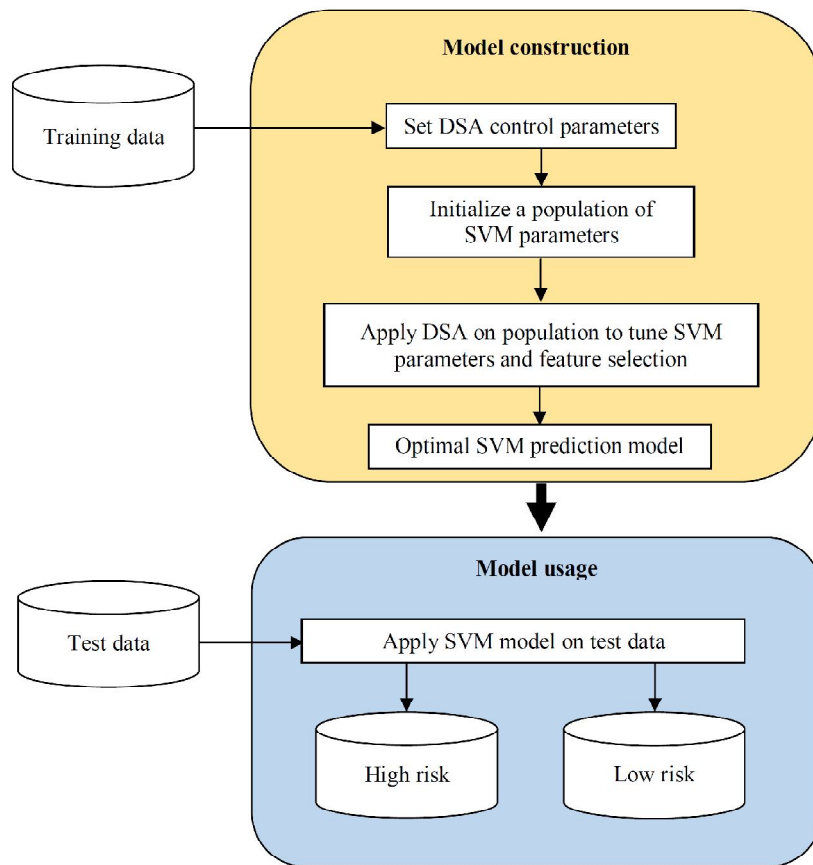 Model construction
Training data
Set DSA control parameters
Initialize a population of
SVM parameters
Apply DSA on population to tune SVM
parameters and feature selection
Optimal SVM prediction model
Model usage
Test data
Apply SVM model on test data
High risk
Low risk